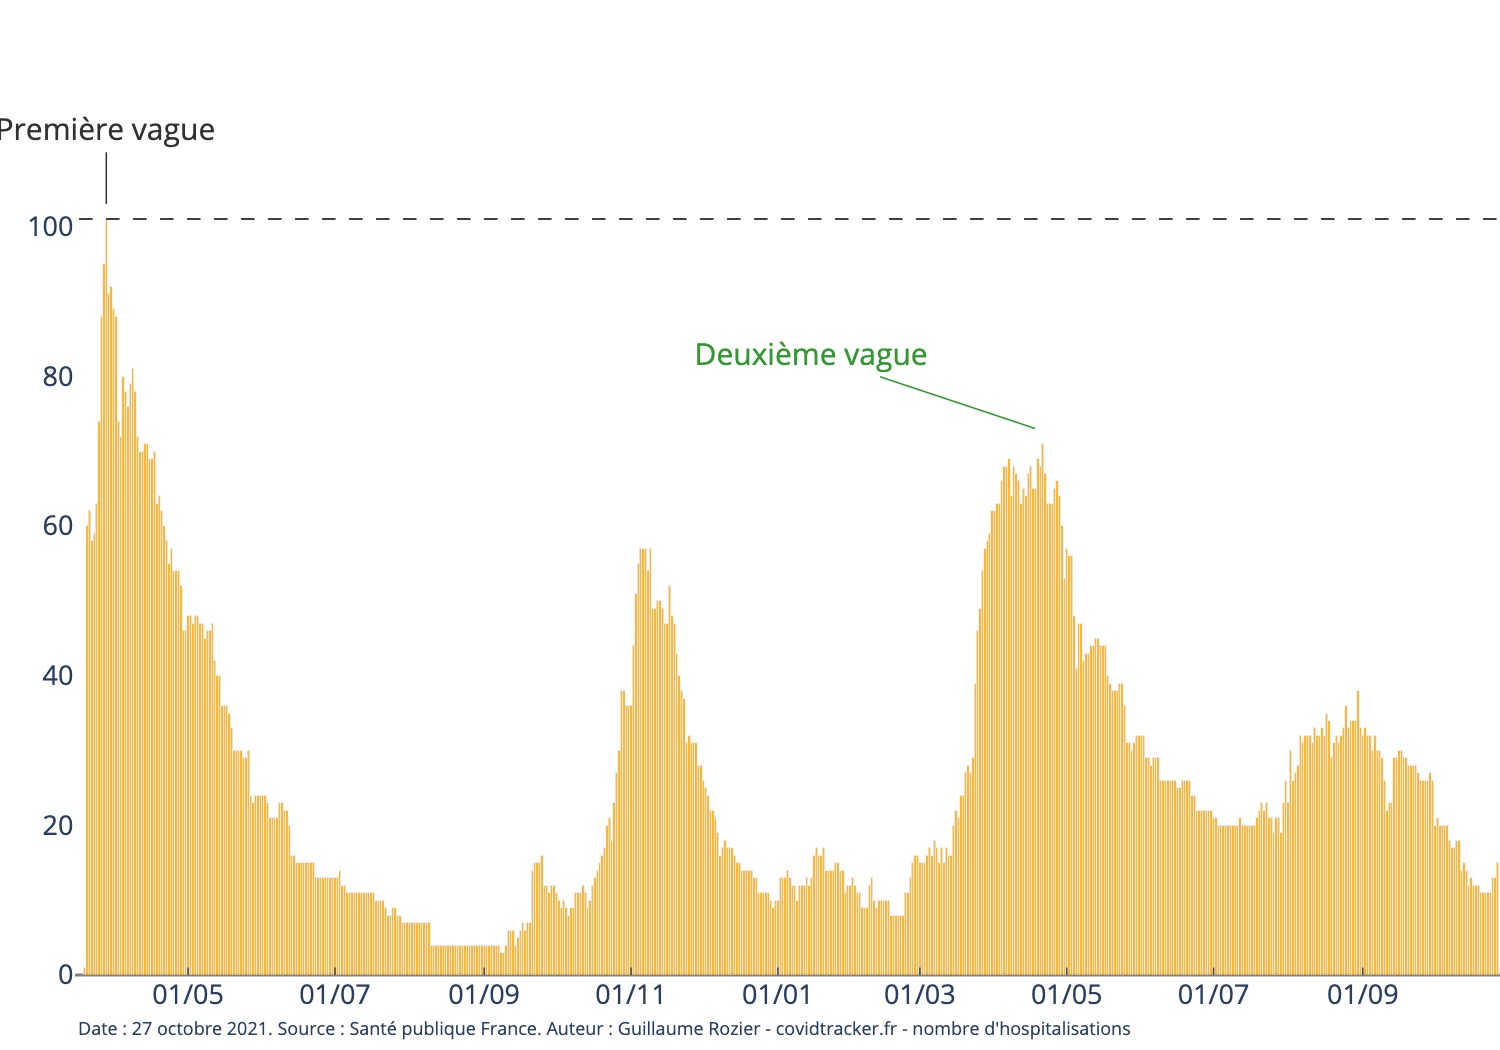 Première vague
100
80
Deuxième vague
60
40
20
0
01/05 01/07 01/09 01/11 01/01 01/03 01/05 01/07 01/09
Date : 27 octobre 2021. Source : Santé publique France. Auteur : Guillaume Rozier - covidtracker.fr - nombre d'hospitalisations